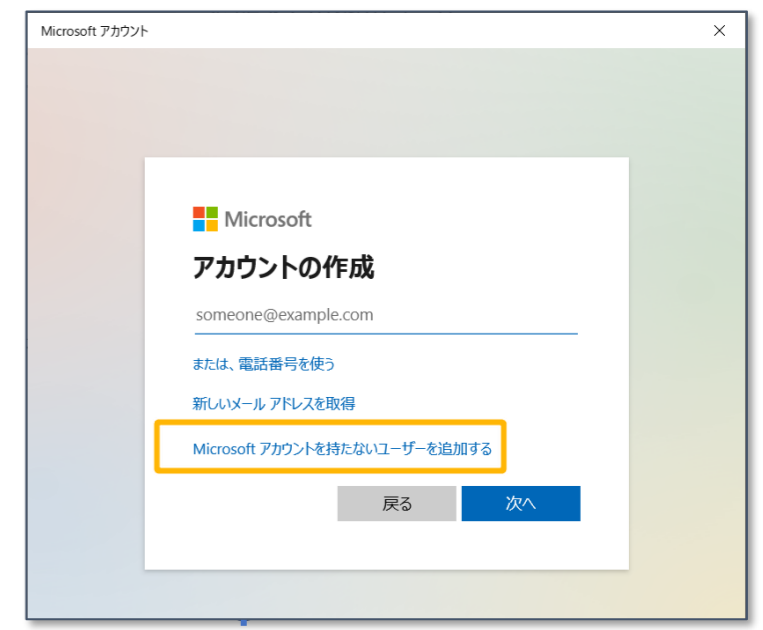 Microsoft アカウント
Microsoft
アカウントの作成
someone@example.com
または、電話番号を使う
新しいメール アドレスを取得
Microsoft アカウントを持たないユーザーを追加する
戻る
次へ